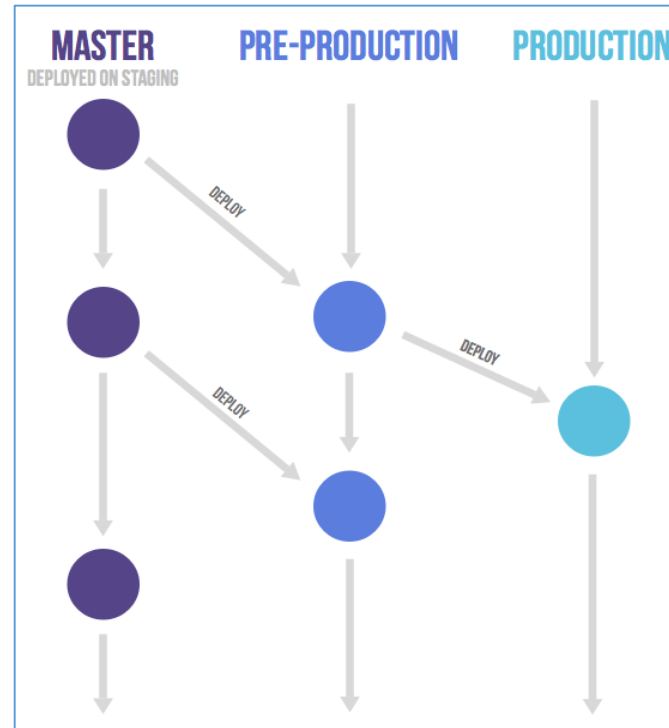 MASTER
DEPLOYED ON STAGING
PRE-PRODUCTION
PRODUCTION
DEPLOY
DEPLOY
DEPLOY